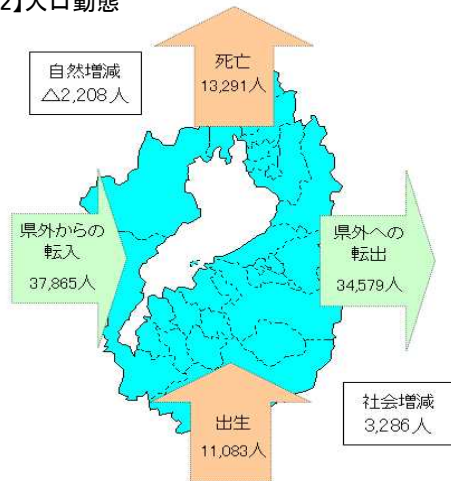 2】人口動態
死亡
13,291人
自然増減
△2,208人
県外からの
転入
37,865人
県外への
転出
34,579人
出生
11,083人
社会増減
3,286人